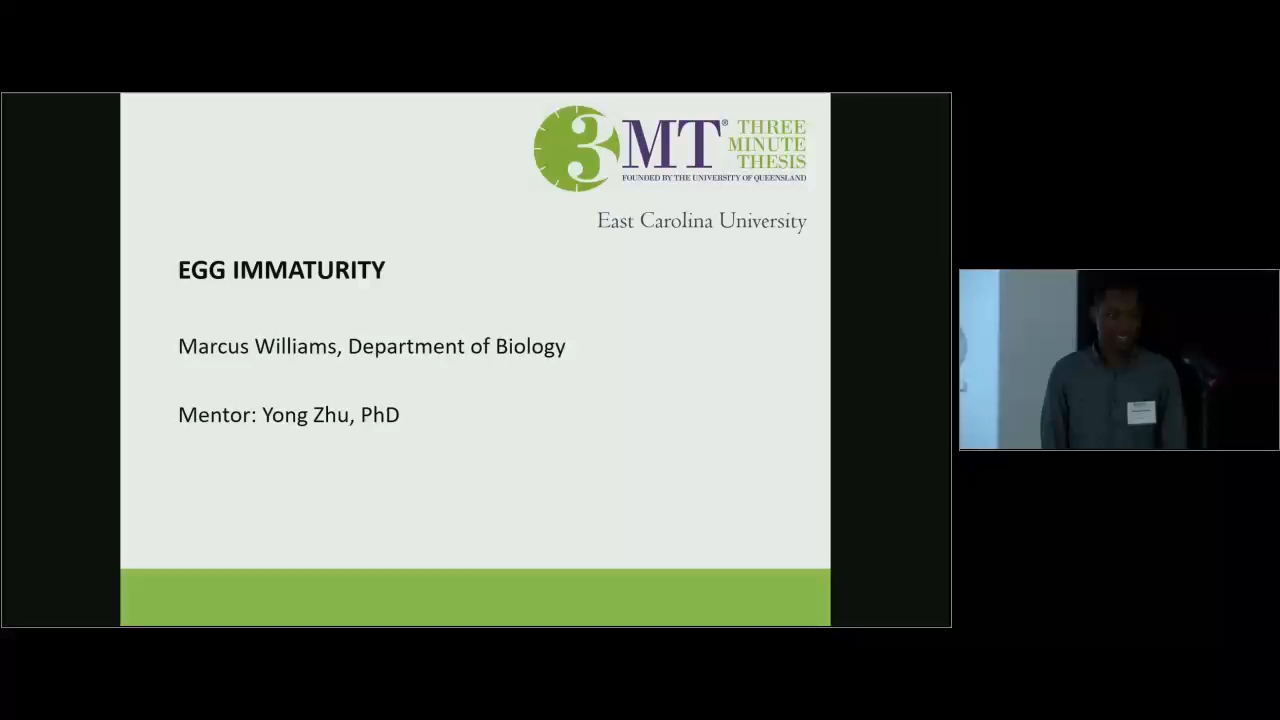 3MT® THREE
MINUTE
THESIS
FOUNDED BY THE UNIVERSITY OF QUEENSLAND
East Carolina University
EGG IMMATURITY
Marcus Williams, Department of Biology
Mentor: Yong Zhu, PhD